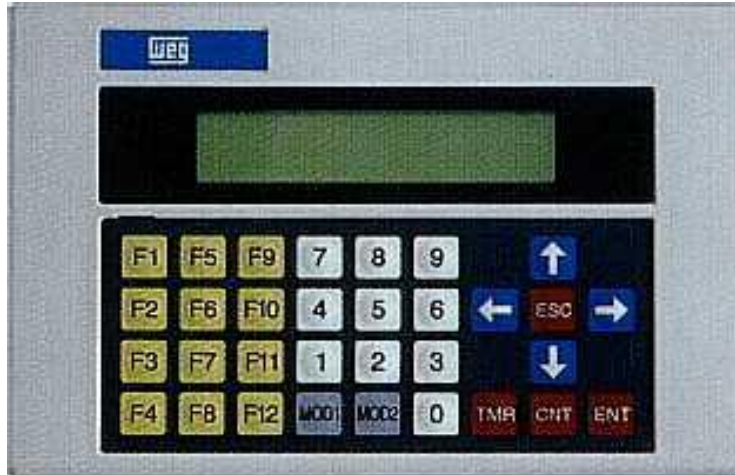 weg
F1 F5 F9 7 8 9
F2 F6 F10 4 5 6 ESC
F3 F7 F11 1 2 3
F4 F8 F12 MOD1 MOD2 0 TMR CNT ENT